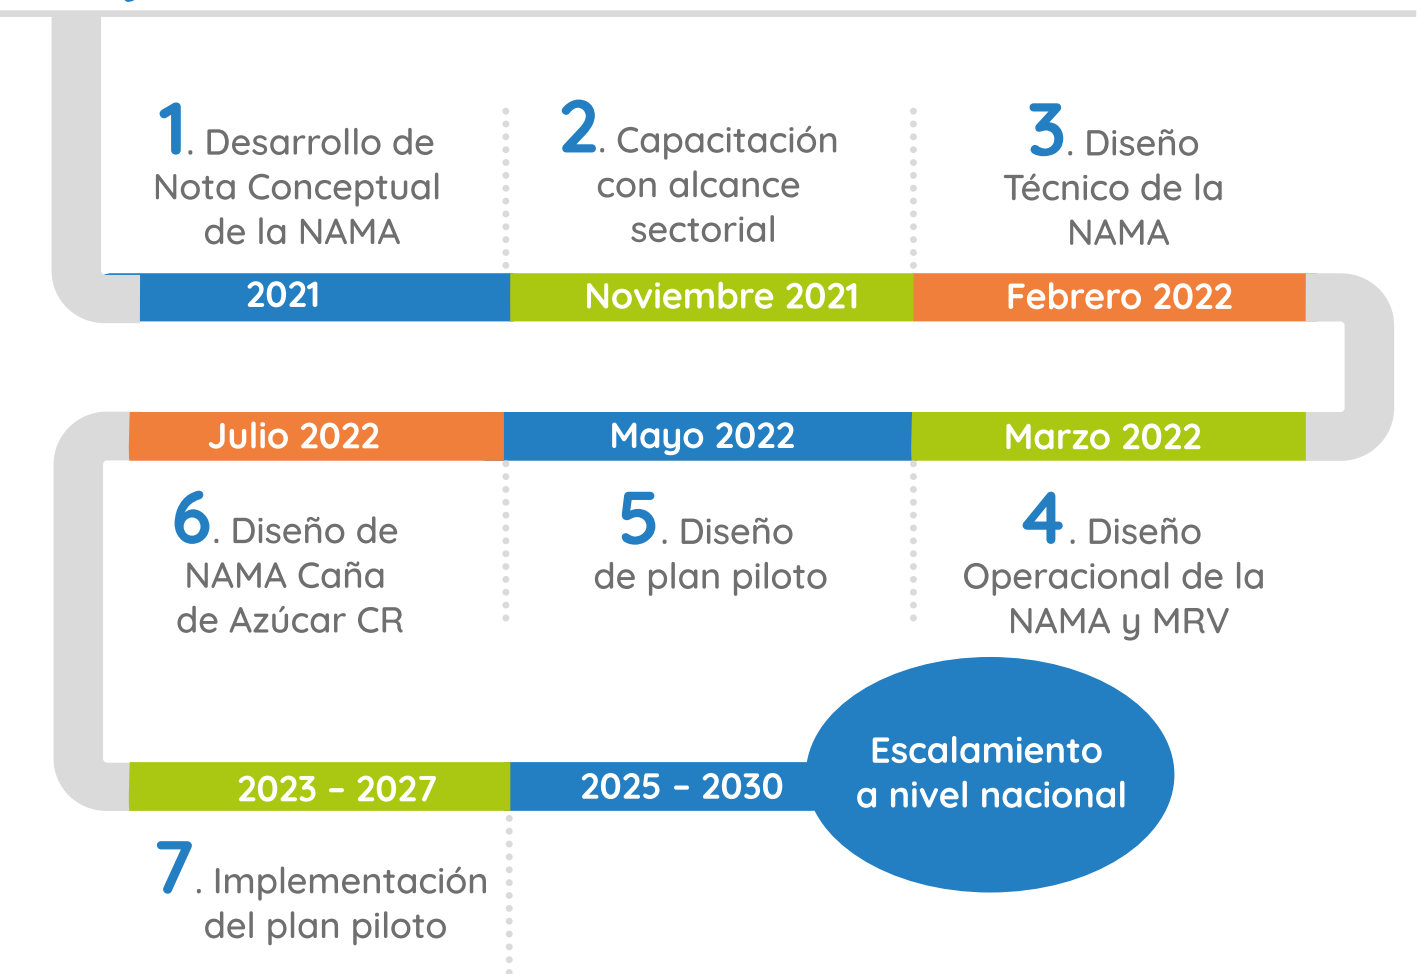 1. Desarrollo de
Nota Conceptual
de la NAMA
2021
2. Capacitación
con alcance
sectorial
Noviembre 2021
3. Diseño
Técnico de la
NAMA
Febrero 2022
Marzo 2022
4. Diseño
Operacional de la
NAMA y MRV
Mayo 2022
5. Diseño
de plan piloto
Julio 2022
6. Diseño de
NAMA Caña
de Azúcar CR
2023 – 2027
7. Implementación
del plan piloto
2025 – 2030
Escalamiento
a nivel nacional